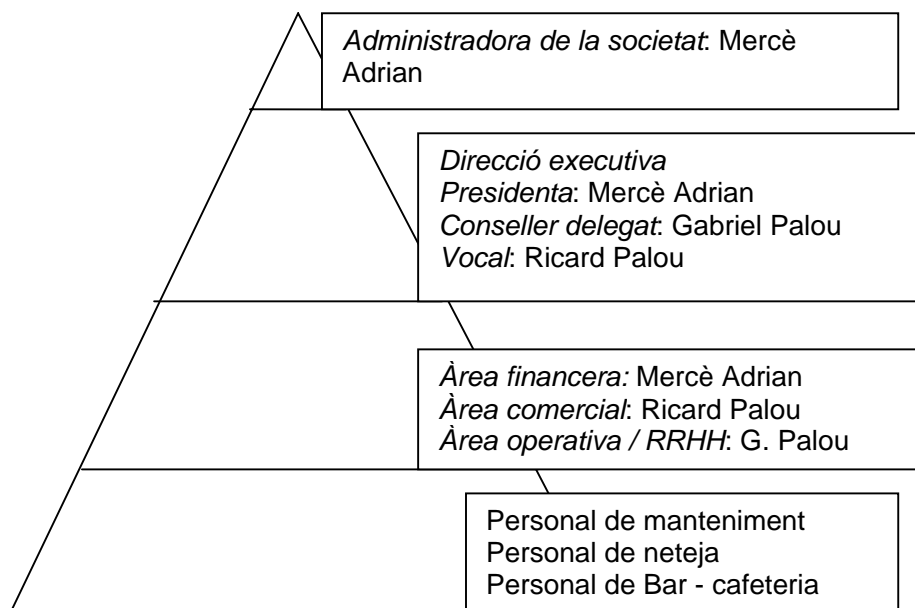 Administradora de la societat: Mercè
Adrian
Direcció executiva
Presidenta: Mercè Adrian
Conseller delegat: Gabriel Palou
Vocal: Ricard Palou
Àrea financera: Mercè Adrian
Àrea comercial: Ricard Palou
Àrea operativa / RRHH: G. Palou
Personal de manteniment
Personal de neteja
Personal de Bar - cafeteria